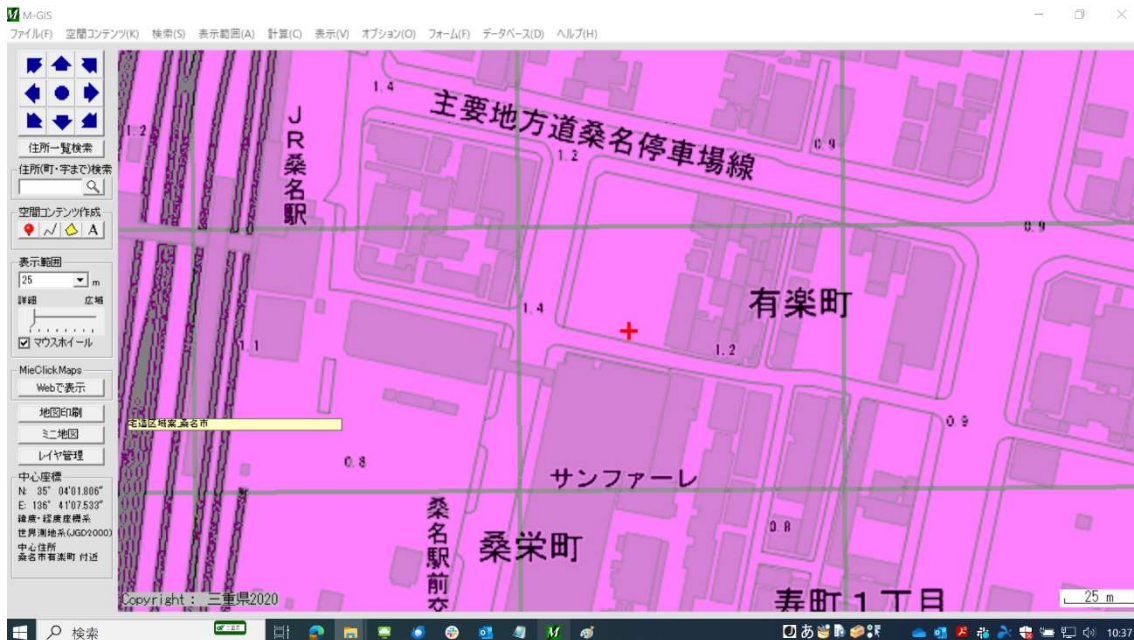 M-GIS
ファイル(F) 空間コンテンツ(K) 検索(S) 表示範囲(A) 計算(C) 表示(V) オプション(O) フォーム(F) データベース(D) ヘルプ(H)
住所一覧検索
住所(町・字まで)検索
空間コンテンツ作成
A
表示範囲
25 m
詳細 広域
マウスホイール
MieClickMaps
Webで表示
地図印刷
ミニ地図
レイヤ管理
中心座標
N: 35° 04'01.806"
E: 136° 41'07.533"
緯度・経度座標系
世界測地系(JGD2000)
中心住所
桑名市有楽町 付近
1.4
主要地方道桑名停車場線
1.2
JR桑名駅
1.2
0.9
0.9
有楽町
1.4
1.2
1.1
宅造区域案_桑名市
0.9
0.8
サンファーレ
桑名駅前交
桑栄町
0.8
寿町1丁目
Copyright : 三重県2020
25 m
検索
あ
10:37